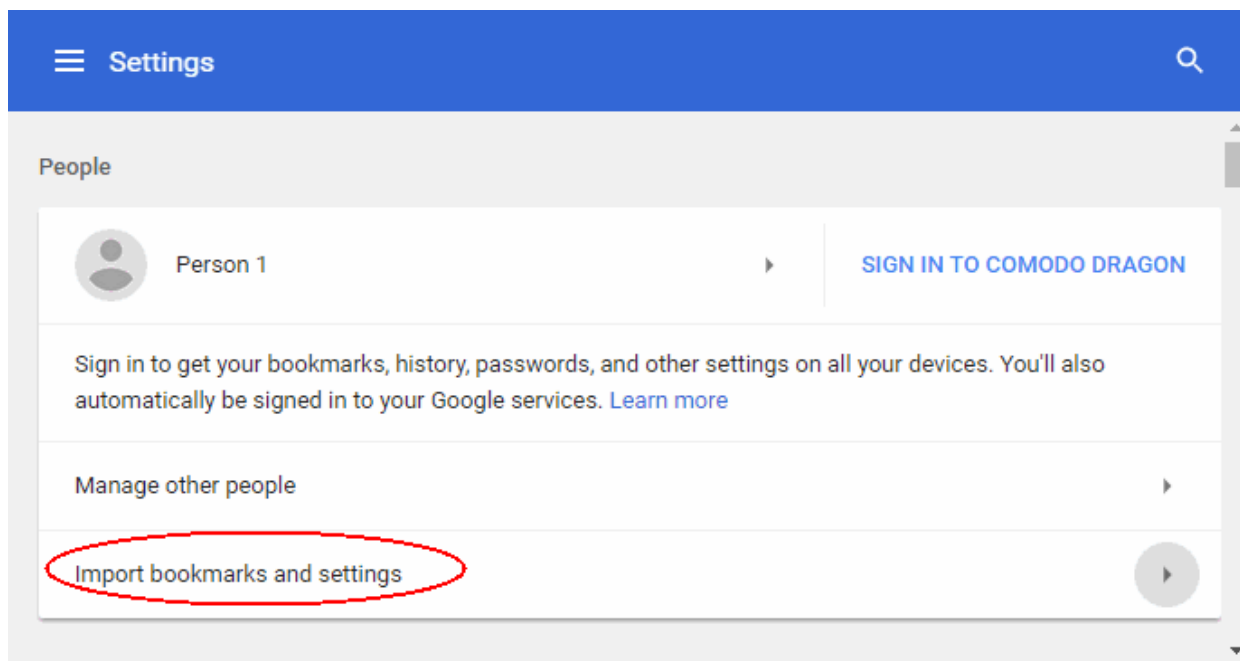 Settings
People
Person 1
SIGN IN TO COMODO DRAGON
Sign in to get your bookmarks, history, passwords, and other settings on all your devices. You'll also
automatically be signed in to your Google services. Learn more
Manage other people
Import bookmarks and settings